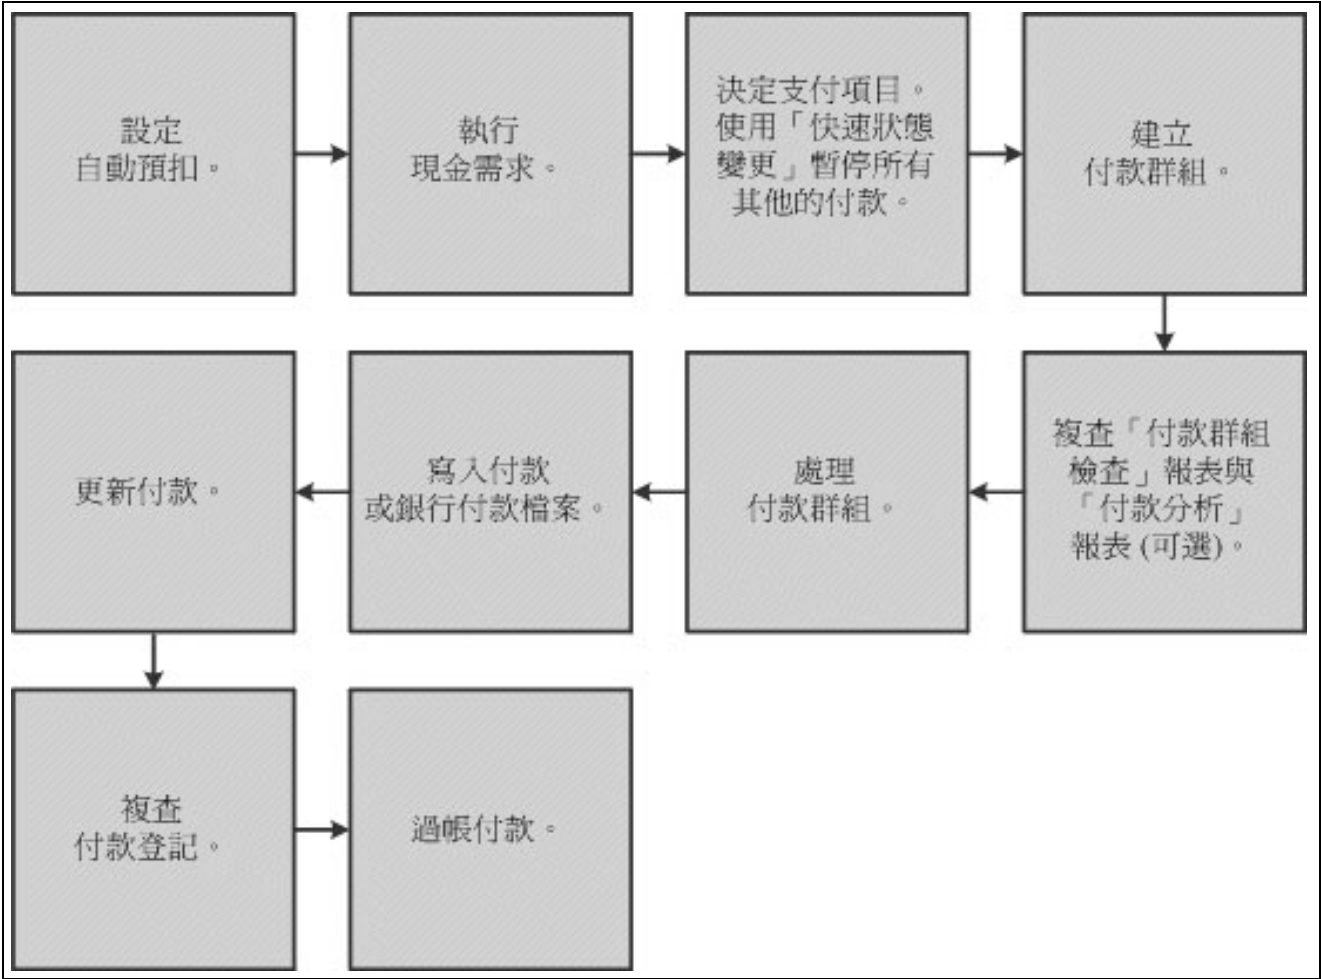 設定
自動預扣。
執行
現金需求。
決定支付項目。
使用「快速狀態
變更」暫停所有
其他的付款。
建立
付款群組。
複查「付款群組
檢查」報表與
「付款分析」
報表 (可選)。
處理
付款群組。
寫入付款
或銀行付款檔案。
更新付款。
複查
付款登記。
過帳付款。